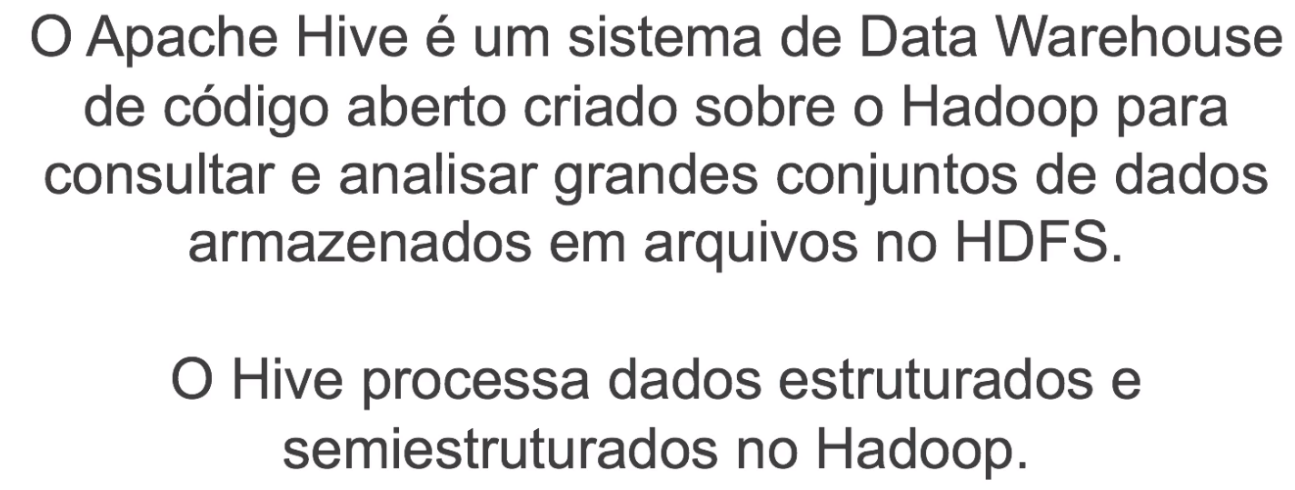 O Apache Hive é um sistema de Data Warehouse
de código aberto criado sobre o Hadoop para
consultar e analisar grandes conjuntos de dados
armazenados em arquivos no HDFS.
O Hive processa dados estruturados e
semiestruturados no Hadoop.